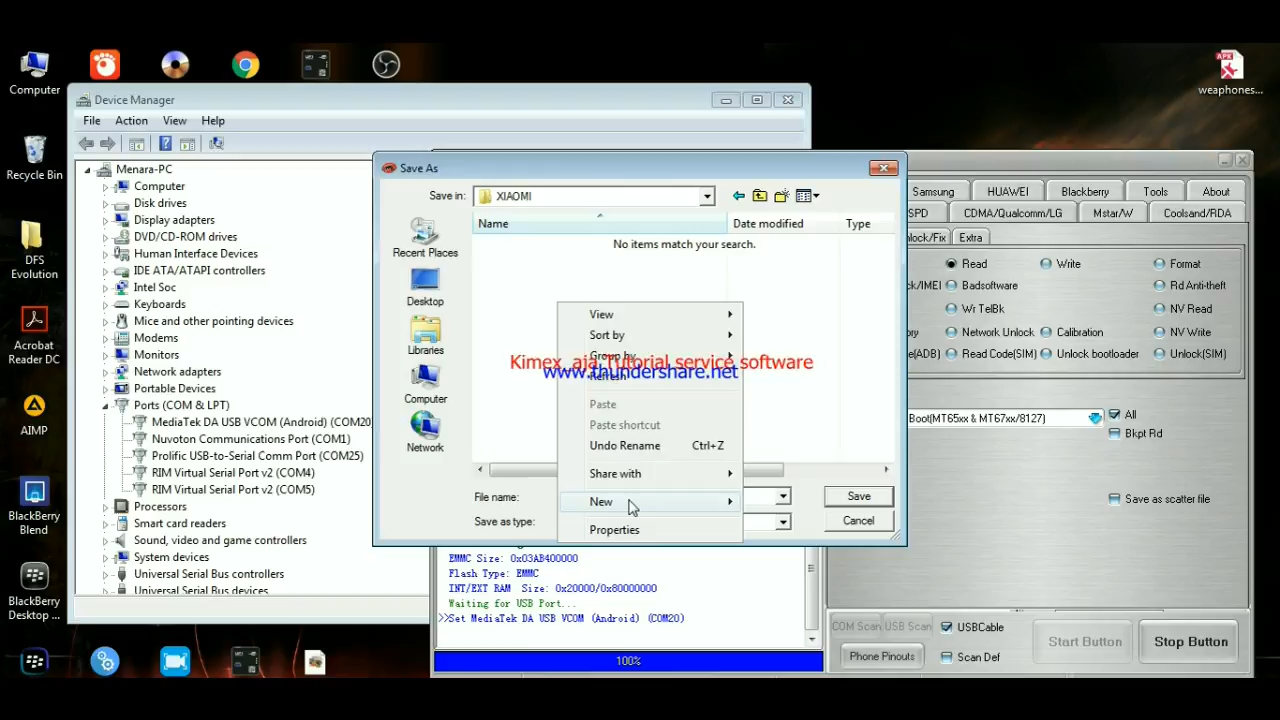 Computer
weaphones...
Recycle Bin
DFS
Evolution
Acrobat
Reader DC
AIMP
BlackBerry
Blend
BlackBerry
Desktop ...
Device Manager
File Action View Help
Menara-PC
Computer
Disk drives
Display adapters
DVD/CD-ROM drives
Human Interface Devices
IDE ATA/ATAPI controllers
Intel Soc
Keyboards
Mice and other pointing devices
Modems
Monitors
Network adapters
Portable Devices
Ports (COM & LPT)
MediaTek DA USB VCOM (Android) (COM20)
Nuvoton Communications Port (COM1)
Prolific USB-to-Serial Comm Port (COM25)
RIM Virtual Serial Port v2 (COM4)
RIM Virtual Serial Port v2 (COM5)
Processors
Smart card readers
Sound, video and game controllers
System devices
Universal Serial Bus controllers
Universal Serial Bus devices
Save As
Save in: XIAOMI
Name Date modified Type
No items match your search.
Recent Places
Desktop
Libraries
Computer
Network
File name:
Save as type:
Save
Cancel
View
Sort by
Group by
Refresh
Paste
Paste shortcut
Undo Rename Ctrl+Z
Share with
New
Properties
Kimex_aja Tutorial service software
www.thundershare.net
Samsung HUAWEI Blackberry Tools About
SPD CDMA/Qualcomm/LG Mstar/W Coolsand/RDA
lock/Fix Extra
Read Write Format
k/IMEI Badsoftware Rd Anti-theft
Wr TelBk NV Read
ory Network Unlock Calibration NV Write
e(ADB) Read Code(SIM) Unlock bootloader Unlock(SIM)
Boot(MT65xx & MT67xx/8127) All
Bkpt Rd
Save as scatter file
EMMC Size: 0x03AB400000
Flash Type: EMMC
INT/EXT RAM Size: 0x20000/0x80000000
Waiting for USB Port...
>>Set MediaTek DA USB VCOM (Android) (COM20)
100%
COM Scan USB Scan USBCable
Phone Pinouts Scan Def
Start Button
Stop Button